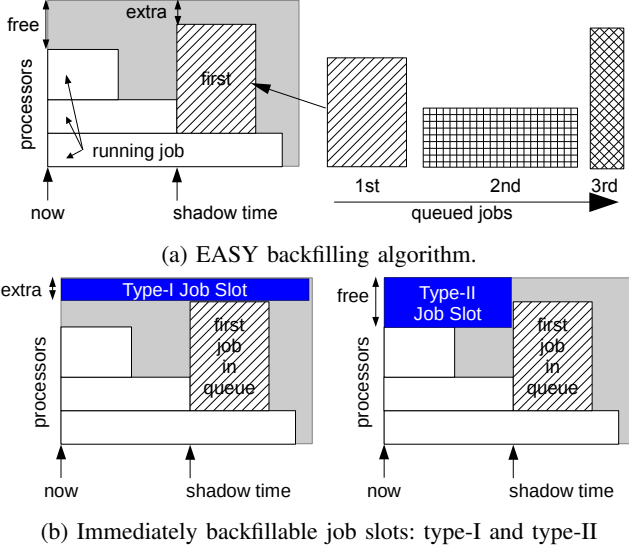 free
extra
processors
first
running job
now
shadow time
1st
2nd
3rd
queued jobs
(a) EASY backfilling algorithm.
extra
Type-I Job Slot
processors
first
job
in
queue
now
shadow time
free
Type-II
Job Slot
processors
first
job
in
queue
now
shadow time
(b) Immediately backfillable job slots: type-I and type-II